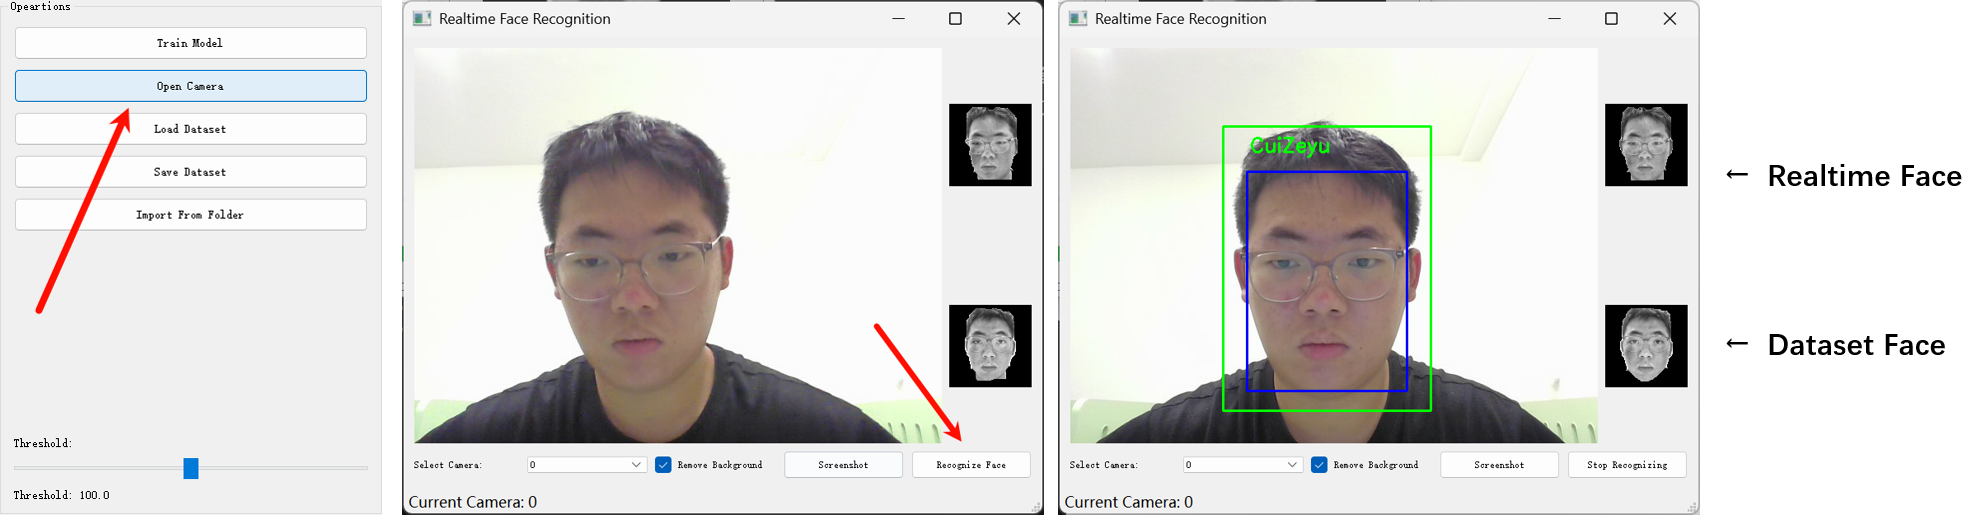 Opeartions
Train Model
Open Camera
Load Dataset
Save Dataset
Import From Folder
Threshold:
Threshold: 100.0
Realtime Face Recognition
Select Camera:
0
Remove Background
Screenshot
Recognize Face
Current Camera: 0
Realtime Face Recognition
CuiZeyu
Select Camera:
0
Remove Background
Screenshot
Stop Recognizing
Current Camera: 0
← Realtime Face
← Dataset Face